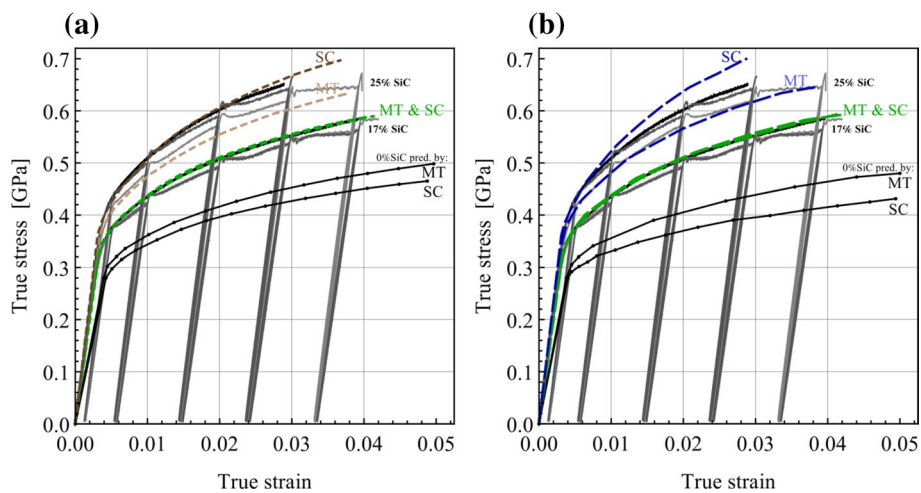 (a)
0.7
0.6
0.5
0.4
0.3
0.2
0.1
0.0
True stress [GPa]
SC
25% SiC
MT
MT & SC
17% SiC
0%SiC pred. by:
MT
SC
0.00 0.01 0.02 0.03 0.04 0.05
True strain
(b)
0.7
0.6
0.5
0.4
0.3
0.2
0.1
0.0
True stress [GPa]
SC
MT
25% SiC
MT & SC
17% SiC
0%SiC pred. by:
MT
SC
0.00 0.01 0.02 0.03 0.04 0.05
True strain